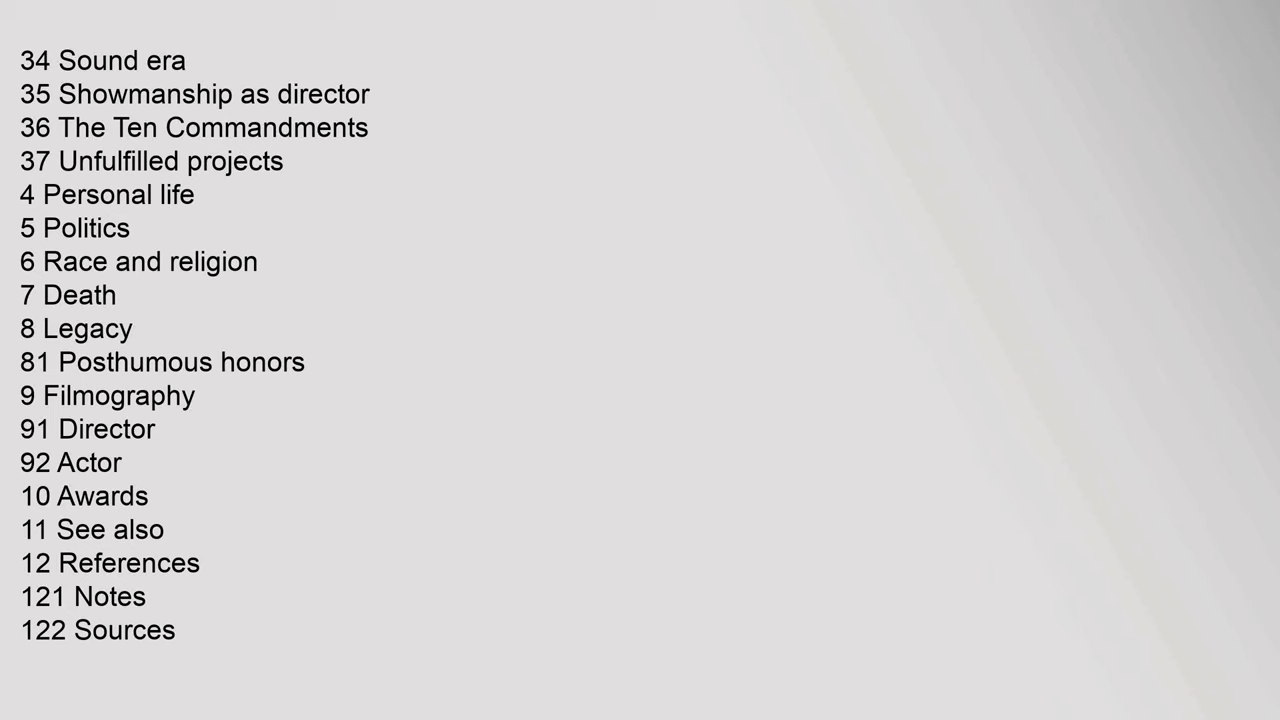 34 Sound era
35 Showmanship as director
36 The Ten Commandments
37 Unfulfilled projects
4 Personal life
5 Politics
6 Race and religion
7 Death
8 Legacy
81 Posthumous honors
9 Filmography
91 Director
92 Actor
10 Awards
11 See also
12 References
121 Notes
122 Sources